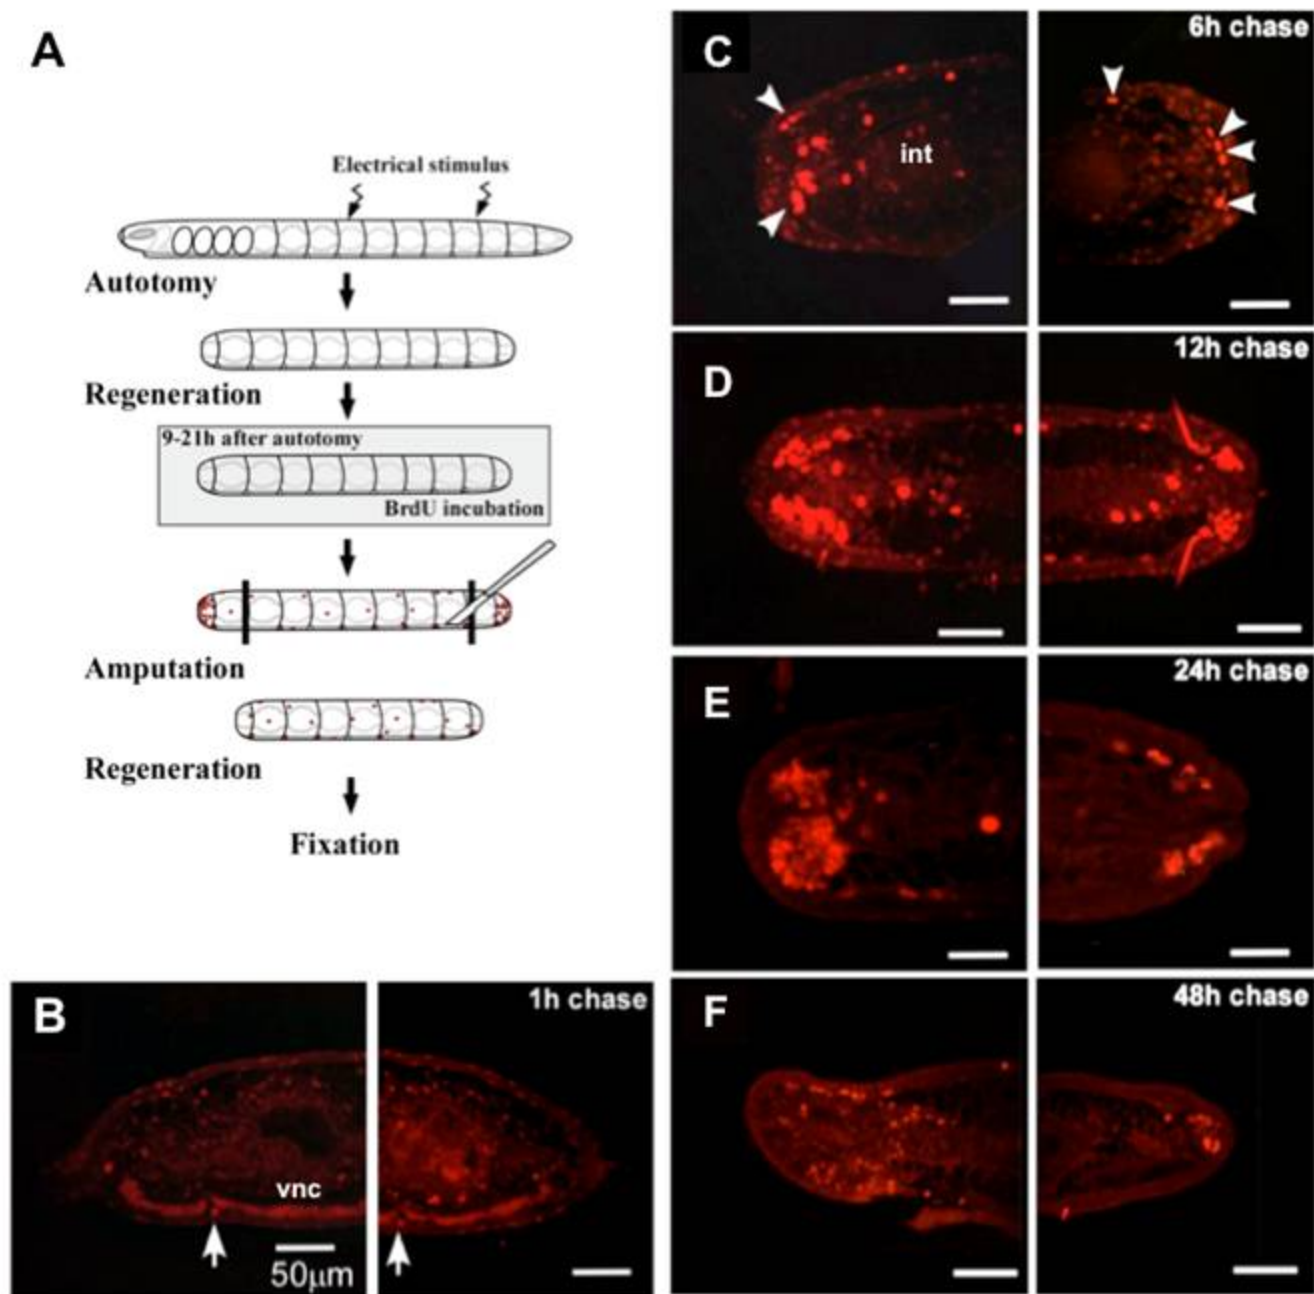 A
Electrical stimulus
Autotomy
Regeneration
9-21h after autotomy
BrdU incubation
Amputation
Regeneration
Fixation
B
1h chase
vnc
50μm
C
6h chase
int
D
12h chase
E
24h chase
F
48h chase